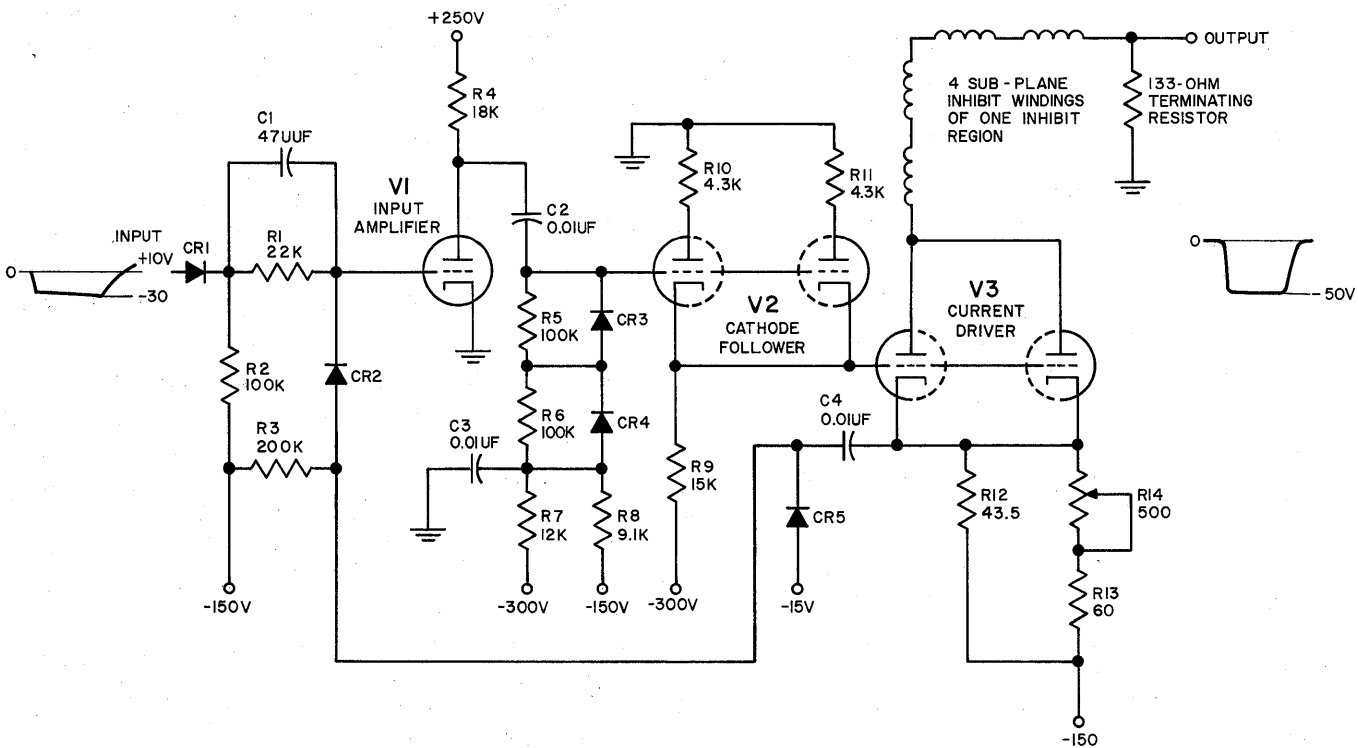 +250V
R4
18K
C1
47UUF
V1
INPUT
AMPLIFIER
INPUT
+10V
0
-30
CR1
R1
22K
R2
100K
R3
200K
CR2
-150V
C2
0.01UF
R5
100K
R6
100K
CR3
CR4
C3
0.01UF
R7
12K
R8
9.1K
-300V
-150V
R10
4.3K
R11
4.3K
V2
CATHODE
FOLLOWER
R9
15K
-300V
4 SUB-PLANE
INHIBIT WINDINGS
OF ONE INHIBIT
REGION
OUTPUT
133-OHM
TERMINATING
RESISTOR
0
-50V
V3
CURRENT
DRIVER
C4
0.01UF
CR5
-15V
R12
43.5
R14
500
R13
60
-150